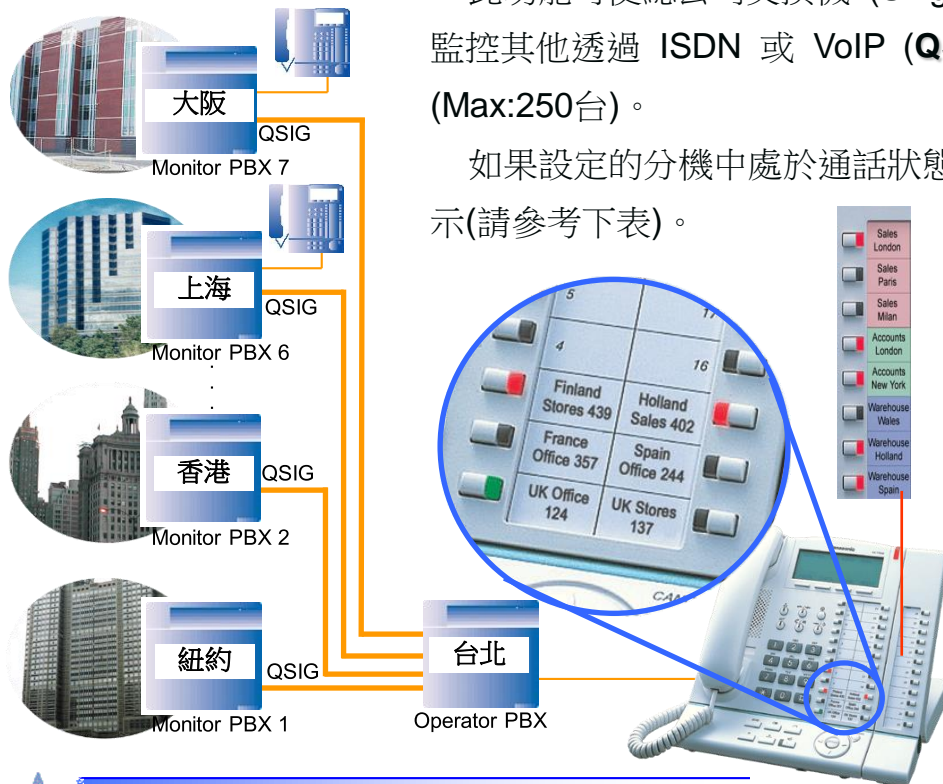 監控其他透過 ISDN 或 VoIP (Q
(Max:250台)。
如果設定的分機中處於通話狀態
示(請參考下表)。
大阪
QSIG
Monitor PBX 7
上海
QSIG
Monitor PBX 6
香港
QSIG
Monitor PBX 2
紐約
QSIG
Monitor PBX 1
台北
Operator PBX
5
17
4
16
Finland
Stores 439
Holland
Sales 402
France
Office 357
Spain
Office 244
UK Office
124
UK Stores
137
Sales
London
Sales
Paris
Sales
Milan
Accounts
London
Accounts
New York
Warehouse
Wales
Warehouse
Holland
Warehouse
Spain
Panasonic